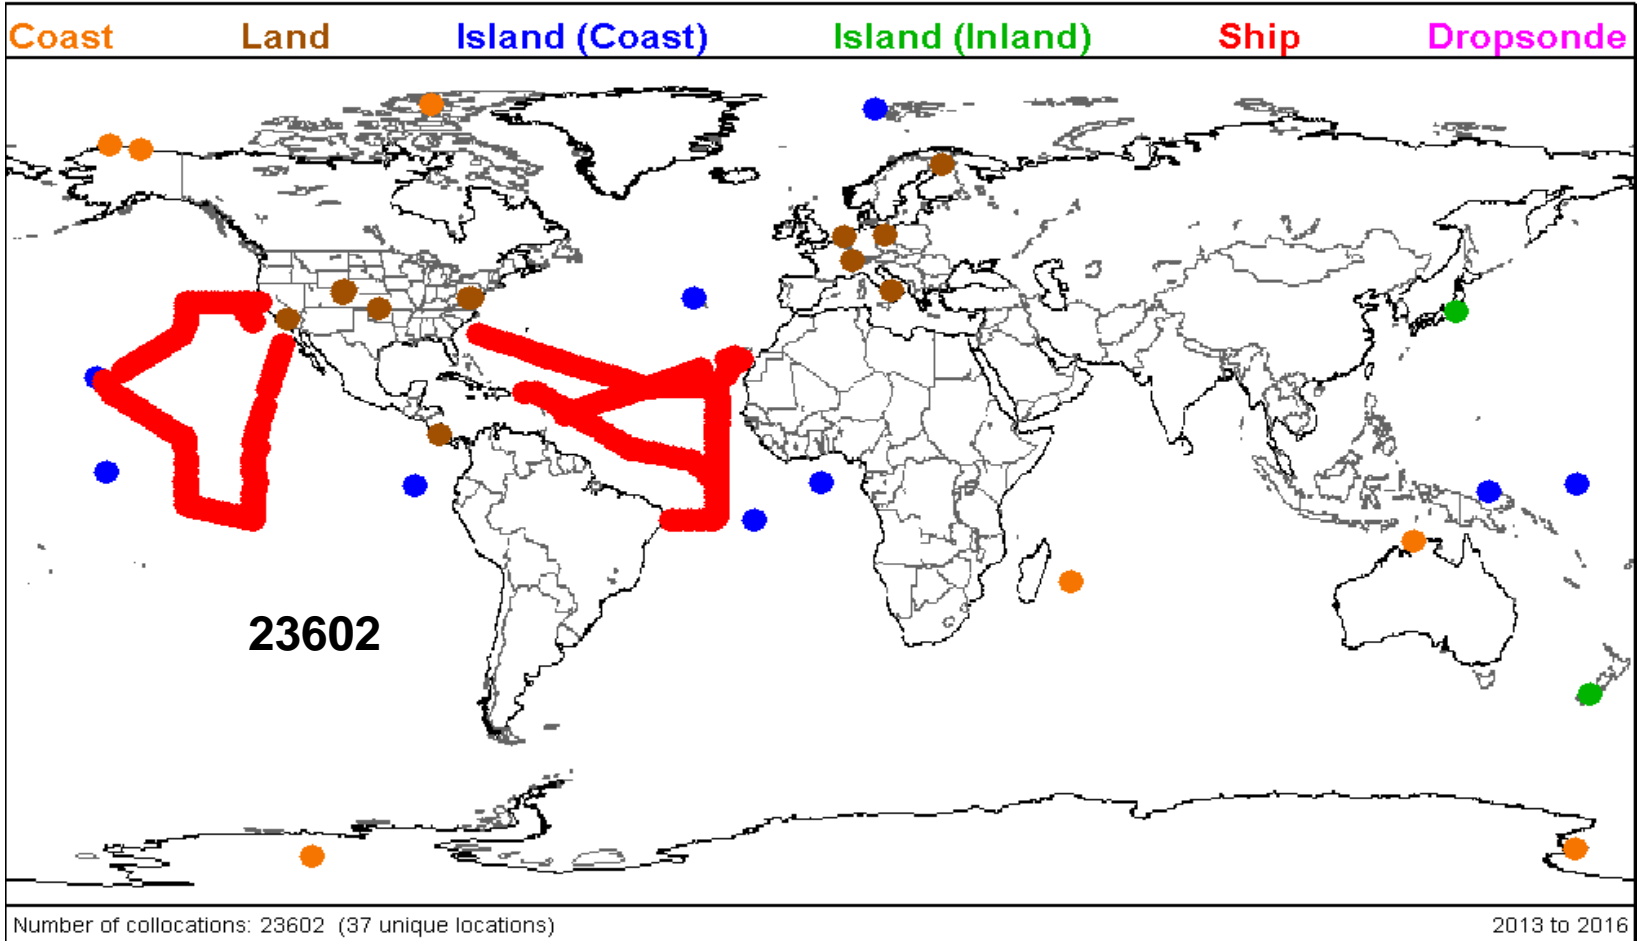 Coast Land Island (Coast) Island (Inland) Ship Dropsonde
23602
Number of collocations: 23602 (37 unique locations) 2013 to 2016